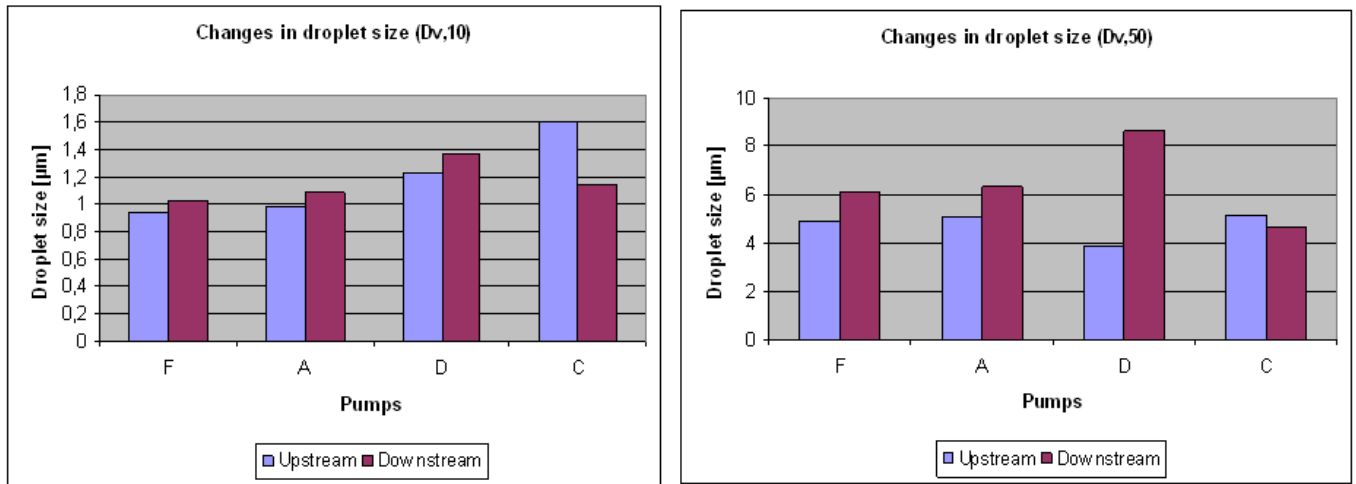 Changes in droplet size (Dv,10)
Droplet size [µm]
1,8
1,6
1,4
1,2
1
0,8
0,6
0,4
0,2
0
F A D C
Pumps
Upstream Downstream
Changes in droplet size (Dv,50)
Droplet size [µm]
10
8
6
4
2
0
F A D C
Pumps
Upstream Downstream